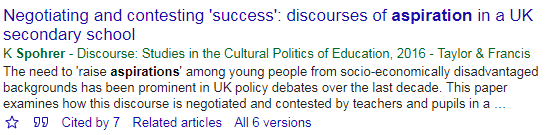 Negotiating and contesting 'success': discourses of aspiration in a UK
secondary school
K Spohrer - Discourse: Studies in the Cultural Politics of Education, 2016 - Taylor & Francis
The need to 'raise aspirations' among young people from socio-economically disadvantaged
backgrounds has been prominent in UK policy debates over the last decade. This paper
examines how this discourse is negotiated and contested by teachers and pupils in a ...
Cited by 7 Related articles All 6 versions